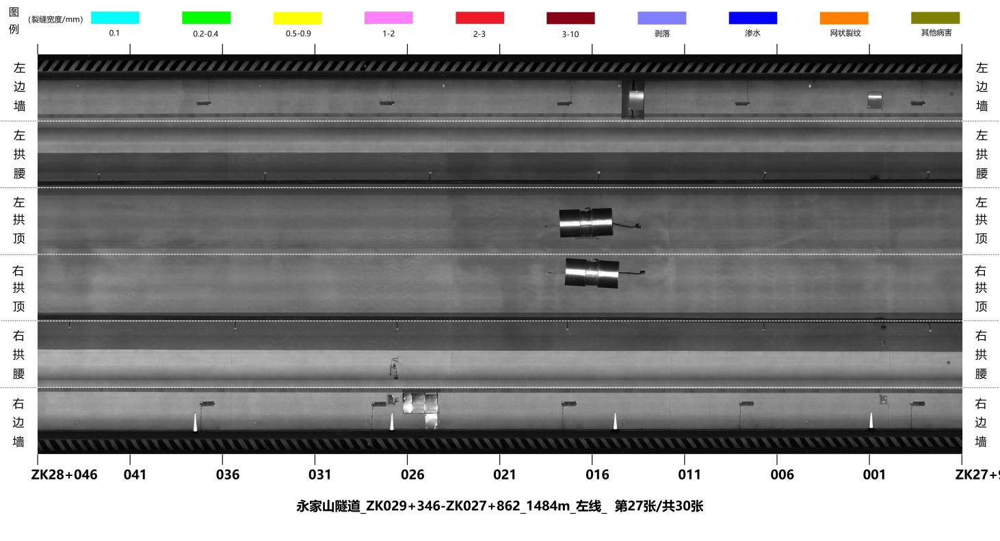 图例
(裂缝宽度/mm)
0.1
0.2-0.4
0.5-0.9
1-2
2-3
3-10
剥落
渗水
网状裂纹
其他病害
左边墙
左边墙
左拱腰
左拱腰
左拱顶
左拱顶
右拱顶
右拱顶
右拱腰
右拱腰
右边墙
右边墙
ZK28+046 041 036 031 026 021 016 011 006 001 ZK27+9
永家山隧道_ZK029+346-ZK027+862_1484m_左线_ 第27张/共30张